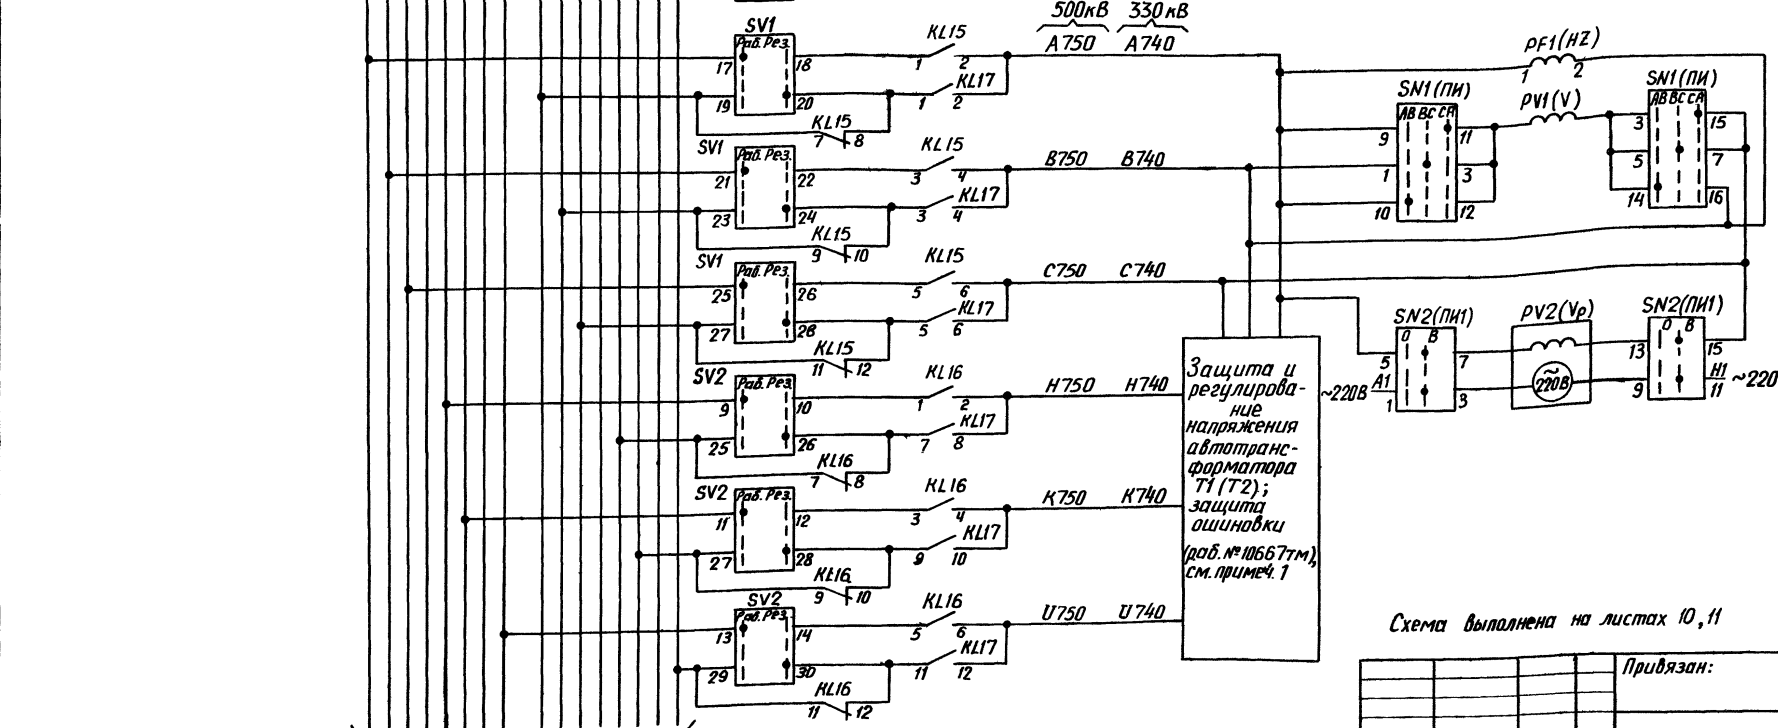 500кВ 330кВ
SV1
Раб. Рез.
17 18
19 20
KL15
1 2
KL17
1 2
KL15
7 8
A750 A740
SV1
Раб. Рез.
21 22
23 24
KL15
3 4
KL17
3 4
KL15
9 10
B750 B740
SV1
Раб. Рез.
25 26
27 28
KL15
5 6
KL17
5 6
KL15
11 12
C750 C740
SV2
Раб. Рез.
9 10
25 26
KL16
1 2
KL17
7 8
KL16
7 8
H750 H740
SV2
Раб. Рез.
11 12
27 28
KL16
3 4
KL17
9 10
KL16
9 10
K750 K740
SV2
Раб. Рез.
13 14
29 30
KL16
5 6
KL17
11 12
KL16
11 12
U750 U740
Защита и
регулирова-
ние
напряжения
автотранс-
форматора
T1 (T2);
защита
ошиновки
(раб. №10667тм),
см. примеч. 1
PF1(HZ)
1 2
SN1(ПИ)
AB BC CA
9 11
1 3
10 12
PV1(V)
SN1(ПИ)
AB BC CA
3 15
5 7
14 16
SN2(ПИ1)
О В
5 7
~220В A1
1 3
PV2(Vр)
~
220В
SN2(ПИ1)
О В
13 15
9 11
H1 ~220
Схема выполнена на листах 10,11
Привязан: